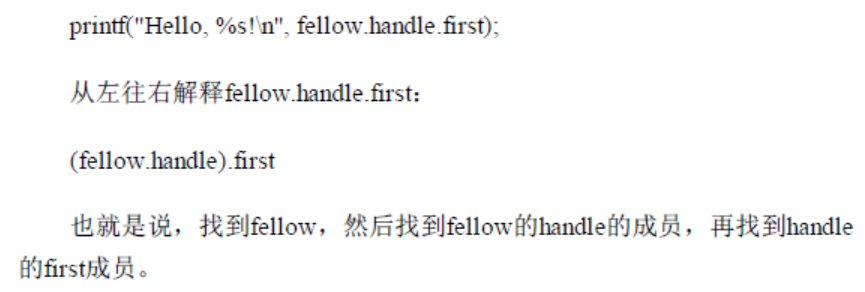 printf("Hello, %s!\n", fellow.handle.first);
从左往右解释fellow.handle.first：
(fellow.handle).first
也就是说，找到fellow，然后找到fellow的handle的成员，再找到handle
的first成员。